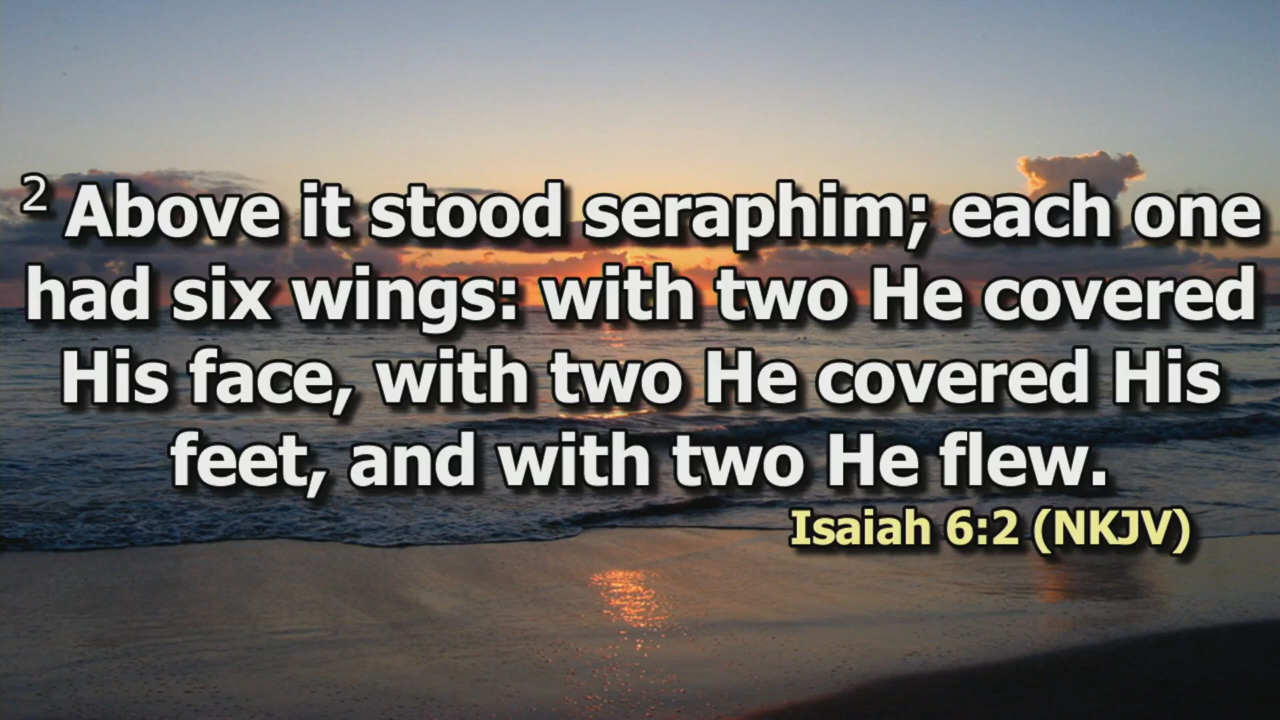 2 Above it stood seraphim; each one
had six wings: with two He covered
His face, with two He covered His
feet, and with two He flew.
Isaiah 6:2 (NKJV)